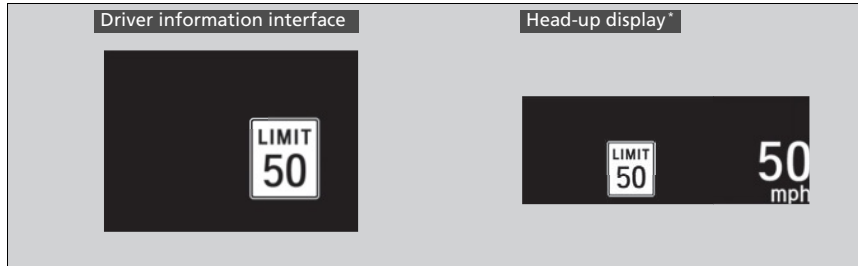 Driver information interface
Head-up display*
LIMIT
50
LIMIT
50
50
mph